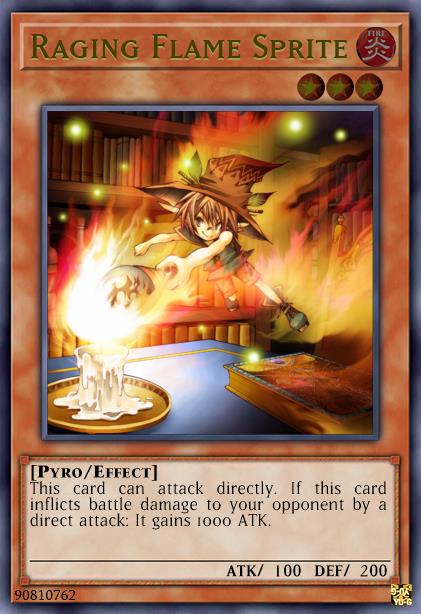 Raging Flame Sprite
FIRE
炎
[Pyro/Effect]
This card can attack directly. If this card
inflicts battle damage to your opponent by a
direct attack: It gains 1000 ATK.
ATK/ 100 DEF/ 200
90810762